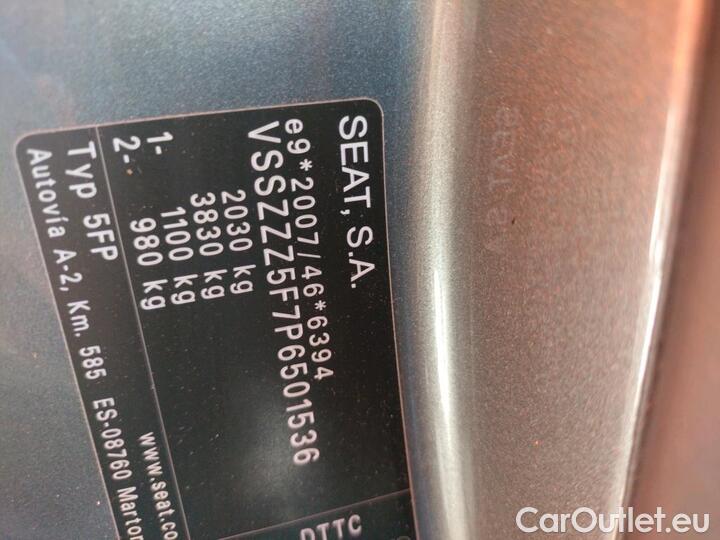 SEAT, S.A.
e9*2007/46*6394
VSSZZZ5F7P6501536
2030 kg
3830 kg
1- 1100 kg
2- 980 kg
Typ 5FP
www.seat.co
Autovía A-2, Km. 585 ES-08760 Martor
DTTC
CarOutlet.eu